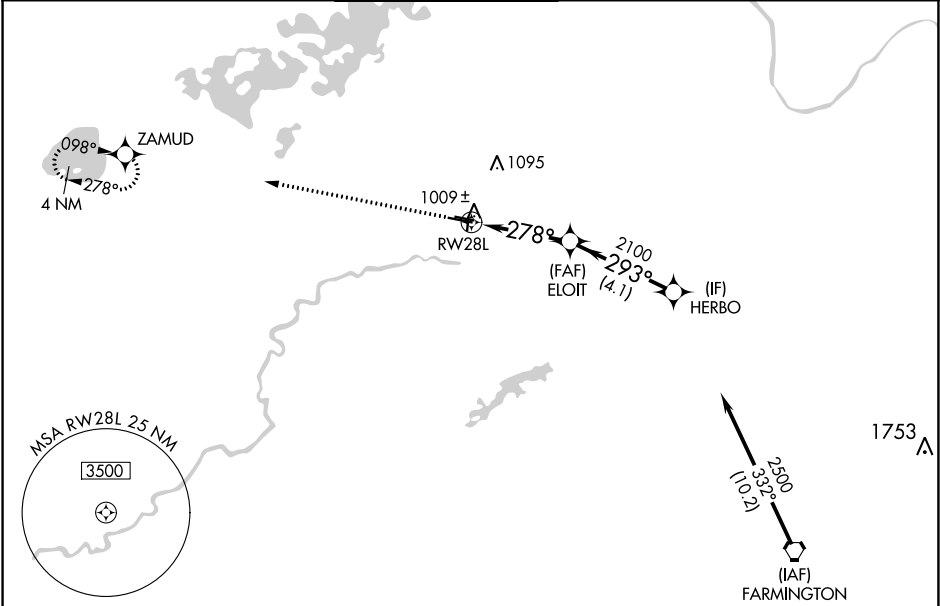 ZAMUD
098°
278°
4 NM
1095
1009 ±
RW28L
278°
(FAF)
ELOIT
2100
293°
(4.1)
(IF)
HERBO
MSA RW28L 25 NM
3500
1753
2500
332°
(10.2)
(IAF)
FARMINGTON